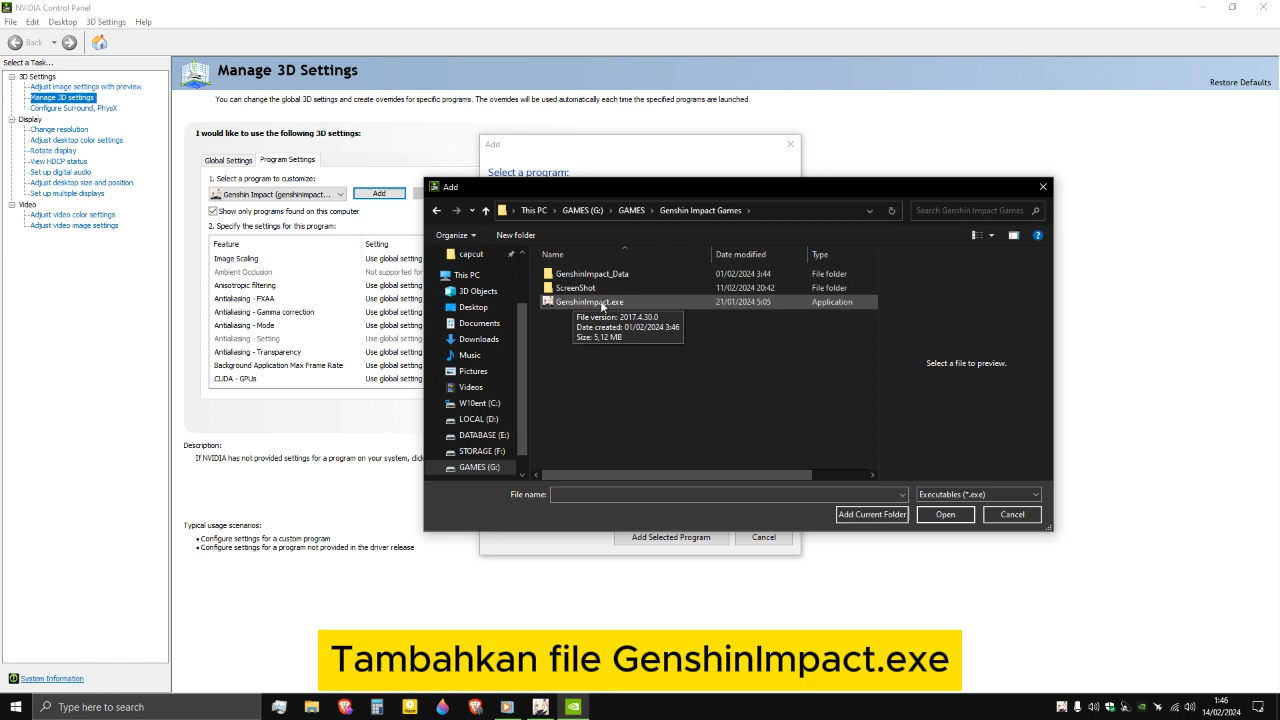 NVIDIA Control Panel
File Edit Desktop 3D Settings Help
Back
Select a Task...
3D Settings
Adjust image settings with preview
Manage 3D settings
Configure Surround, PhysX
Display
Change resolution
Adjust desktop color settings
Rotate display
View HDCP status
Set up digital audio
Adjust desktop size and position
Set up multiple displays
Video
Adjust video color settings
Adjust video image settings
System Information
Manage 3D Settings
Restore Defaults
You can change the global 3D settings and create overrides for specific programs. The overrides will be used automatically each time the specified programs are launched.
I would like to use the following 3D settings:
Global Settings Program Settings
1. Select a program to customize:
Genshin Impact (genshinimpact... Add
Show only programs found on this computer
2. Specify the settings for this program:
Feature Setting
Image Scaling Use global setting
Ambient Occlusion Not supported for
Anisotropic filtering Use global setting
Antialiasing - FXAA Use global setting
Antialiasing - Gamma correction Use global setting
Antialiasing - Mode Use global setting
Antialiasing - Setting Use global setting
Antialiasing - Transparency Use global setting
Background Application Max Frame Rate Use global setting
CUDA - GPUs Use global setting
Description:
If NVIDIA has not provided settings for a program on your system, clic
Typical usage scenarios:
• Configure settings for a custom program
• Configure settings for a program not provided in the driver release
Add
Select a program:
Add Selected Program Cancel
Add
This PC > GAMES (G:) > GAMES > Genshin Impact Games >
Search Genshin Impact Games
Organize New folder
capcut
This PC
3D Objects
Desktop
Documents
Downloads
Music
Pictures
Videos
W10ent (C:)
LOCAL (D:)
DATABASE (E:)
STORAGE (F:)
GAMES (G:)
Name Date modified Type
GenshinImpact_Data 01/02/2024 3:44 File folder
ScreenShot 11/02/2024 20:42 File folder
GenshinImpact.exe 21/01/2024 5:05 Application
File version: 2017.4.30.0
Date created: 01/02/2024 3:46
Size: 5,12 MB
Select a file to preview.
File name: Executables (*.exe)
Add Current Folder Open Cancel
Tambahkan file GenshinImpact.exe
Type here to search
1:46
14/02/2024